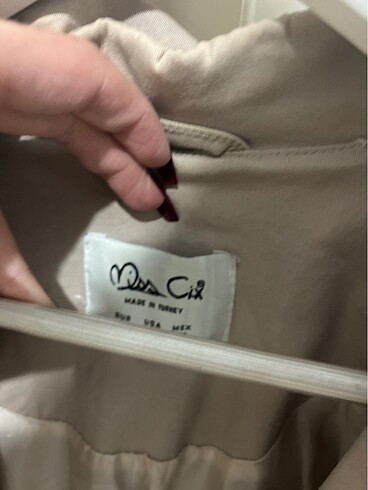 Miss Cix®
MADE IN TURKEY
EUR USA MEX